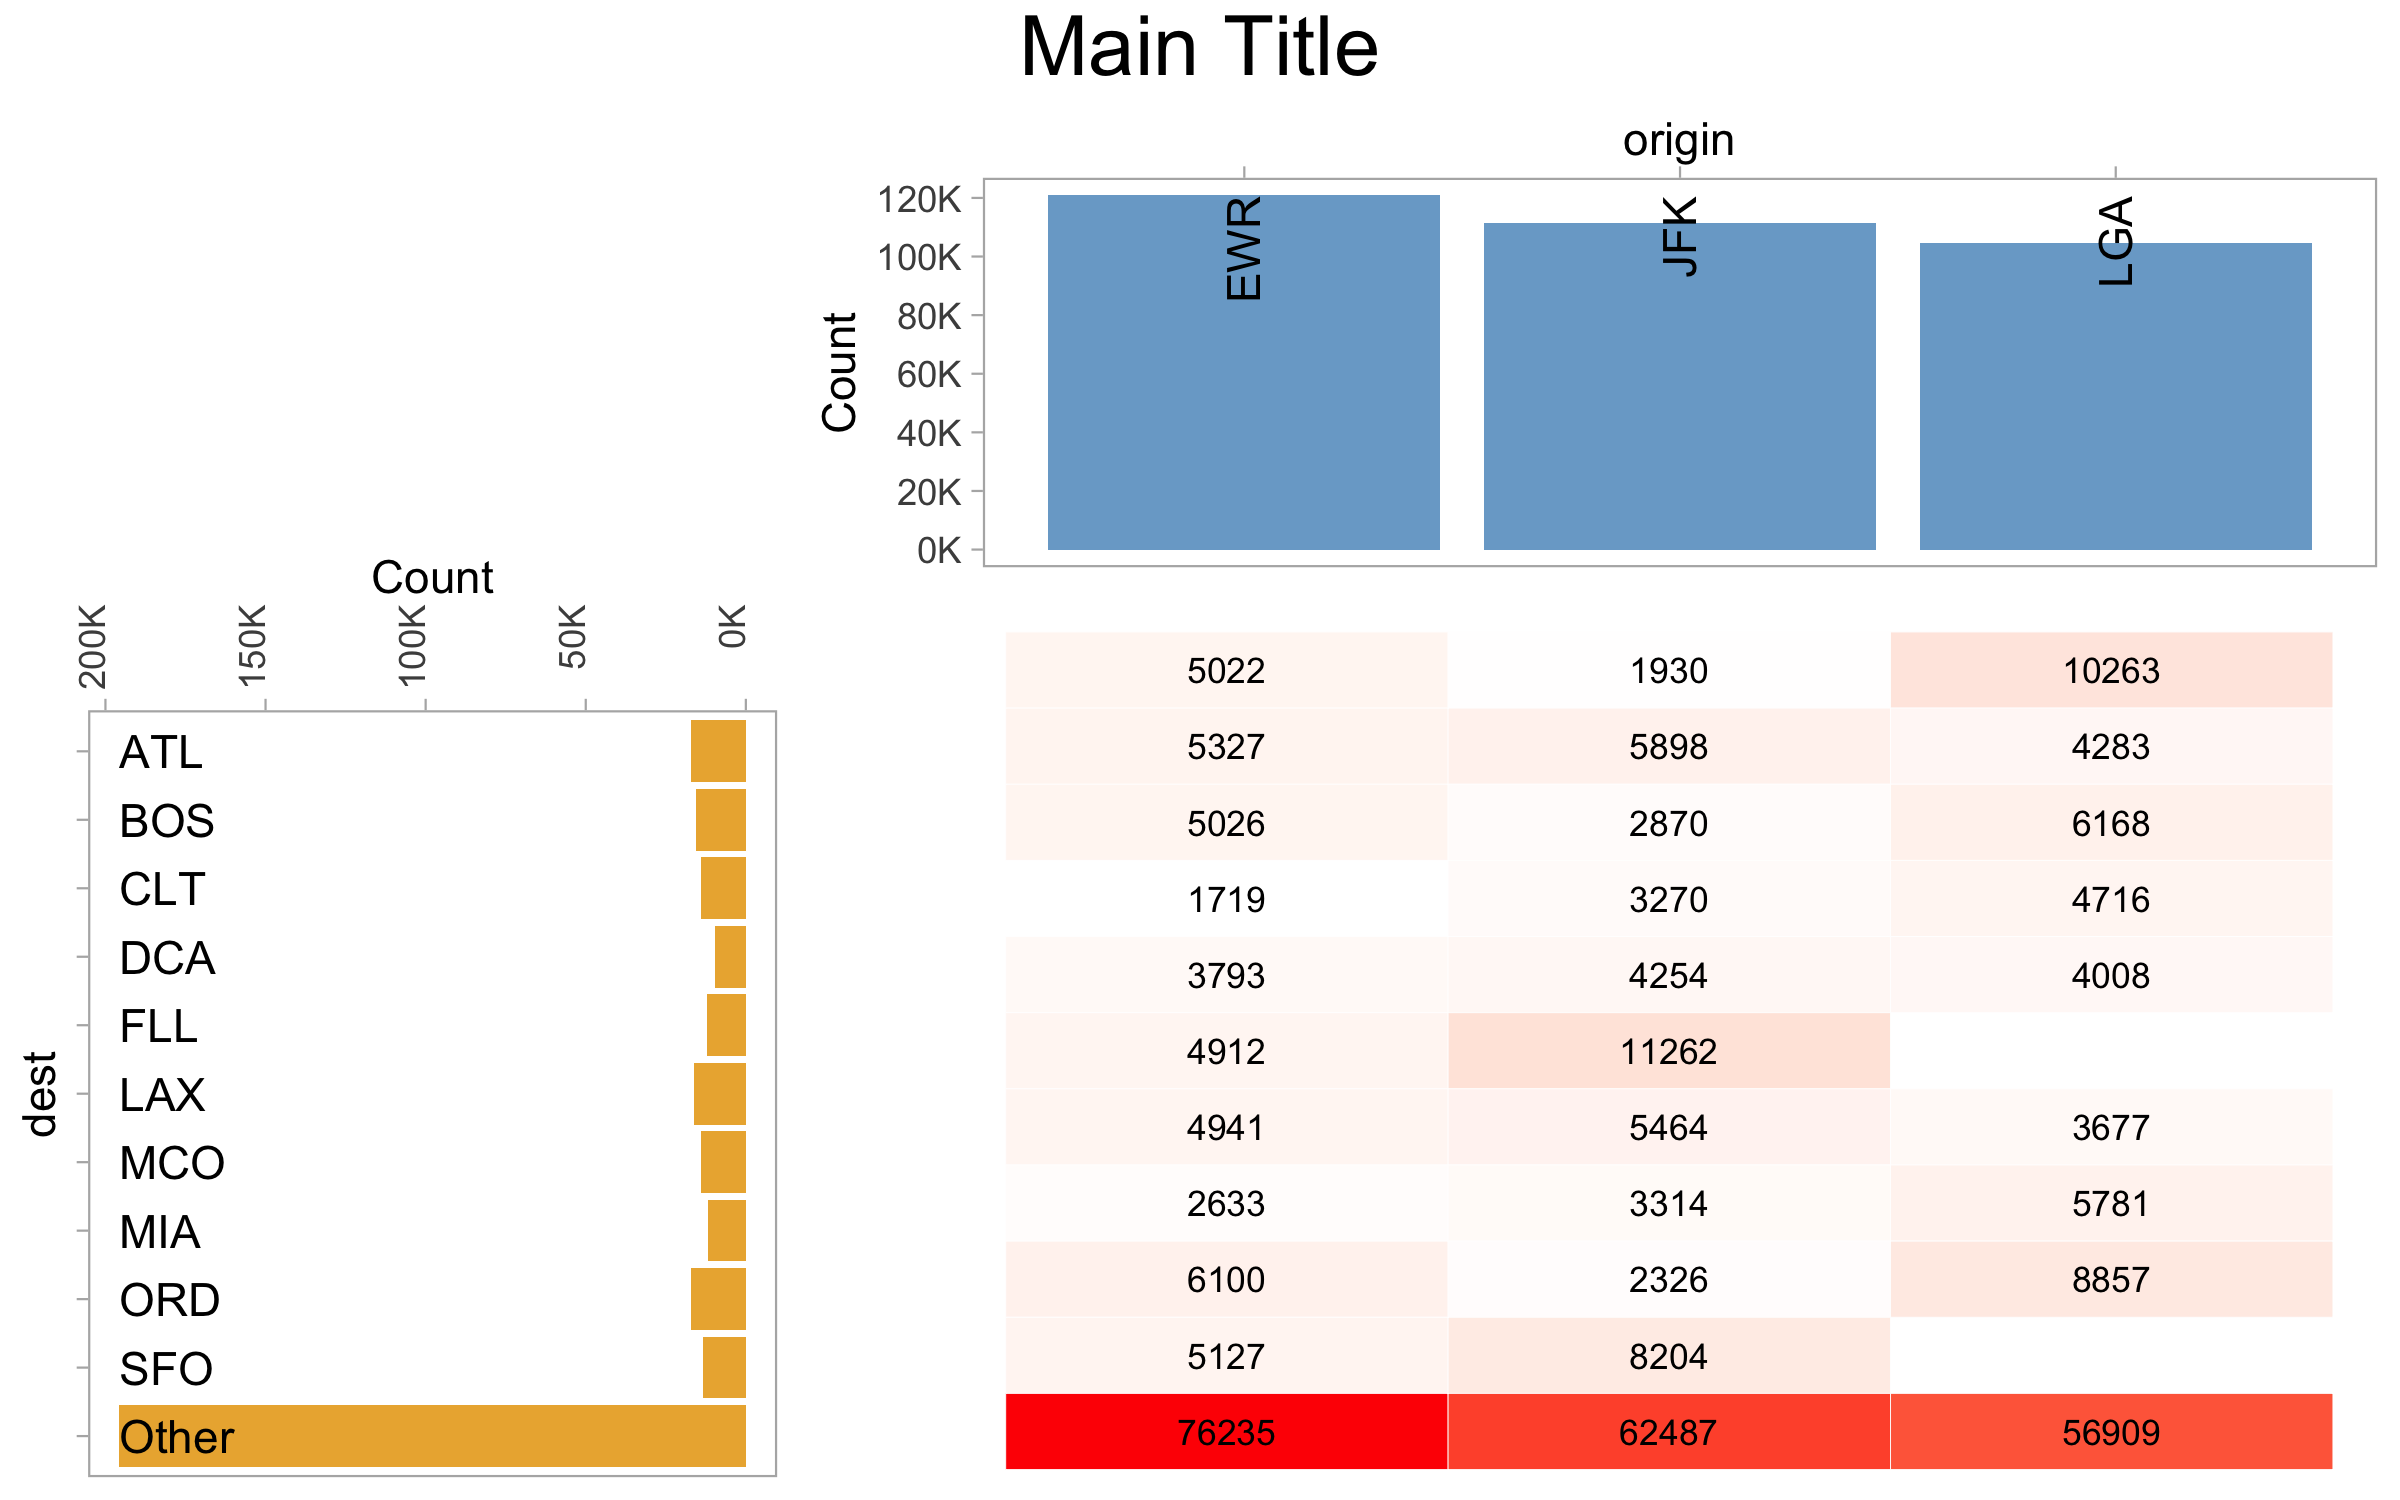 Main Title
origin
120K
100K
80K
60K
40K
20K
0K
Count
EWR
JFK
LGA
Count
200K 150K 100K 50K 0K
dest
ATL
BOS
CLT
DCA
FLL
LAX
MCO
MIA
ORD
SFO
Other
5022 1930 10263
5327 5898 4283
5026 2870 6168
1719 3270 4716
3793 4254 4008
4912 11262
4941 5464 3677
2633 3314 5781
6100 2326 8857
5127 8204
76235 62487 56909